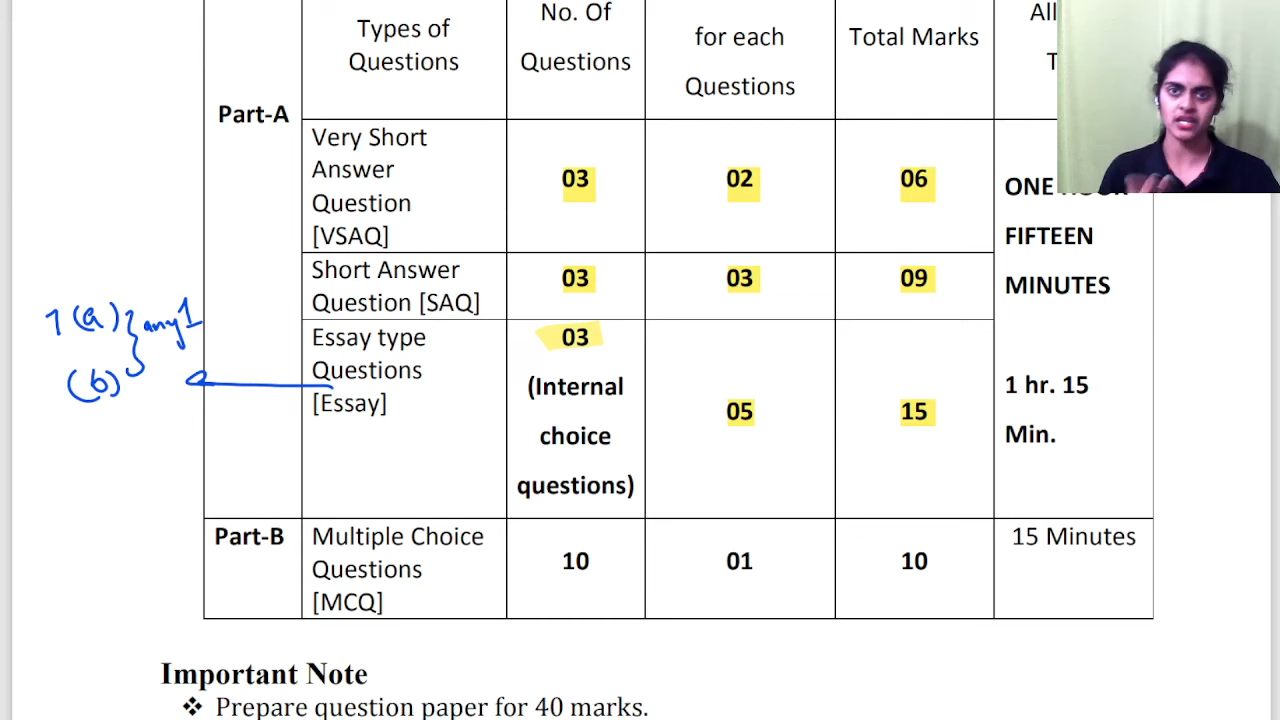 Types of
Questions
No. Of
Questions
for each
Questions
Total Marks
All
T
Part-A
Very Short
Answer
Question
[VSAQ]
03
02
06
ONE HOUR
FIFTEEN
MINUTES
1 hr. 15
Min.
Short Answer
Question [SAQ]
03
03
09
1 (a) } any 1
(b)
Essay type
Questions
[Essay]
03
(Internal
choice
questions)
05
15
Part-B
Multiple Choice
Questions
[MCQ]
10
01
10
15 Minutes
Important Note
❖ Prepare question paper for 40 marks.